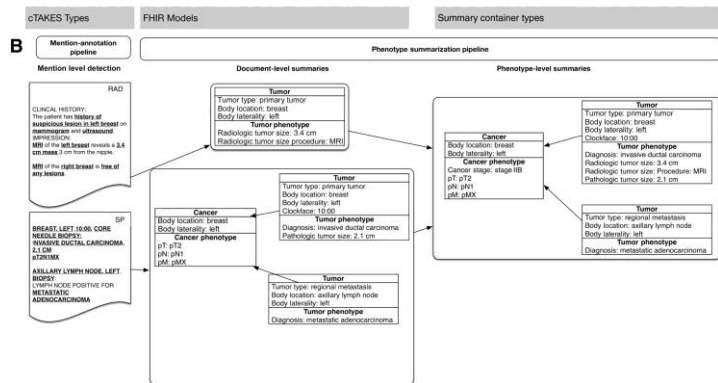 cTAKES Types
FHIR Models
Summary container types
B
Mention-annotation
pipeline
Phenotype summarization pipeline
Mention level detection
Document-level summaries
Phenotype-level summaries
RAD
CLINCAL HISTORY:
The patient has history of
suspicious lesion in left breast on
mammogram and ultrasound.
IMPRESSION:
MRI of the left breast reveals a 3.4
cm mass 3 cm from the nipple.
MRI of the right breast is free of
any lesions.
SP
BREAST, LEFT 10:00, CORE
NEEDLE BIOPSY:
INVASIVE DUCTAL CARCINOMA,
2.1 CM
pT2N1MX
AXILLARY LYMPH NODE, LEFT,
BIOPSY:
LYMPH NODE POSITIVE FOR
METASTATIC
ADENOCARCINOMA
Tumor
Tumor type: primary tumor
Body location: breast
Body laterality: left
Tumor phenotype
Radiologic tumor size: 3.4 cm
Radiologic tumor size procedure: MRI
Cancer
Body location: breast
Body laterality: left
Cancer phenotype
pT: pT2
pN: pN1
pM: pMX
Tumor
Tumor type: primary tumor
Body location: breast
Body laterality: left
Clockface: 10:00
Tumor phenotype
Diagnosis: invasive ductal carcinoma
Pathologic tumor size: 2.1 cm
Tumor
Tumor type: regional metastasis
Body location: axillary lymph node
Body laterality: left
Tumor phenotype
Diagnosis: metastatic adenocarcinoma
Cancer
Body location: breast
Body laterality: left
Cancer phenotype
Cancer stage: stage IIB
pT: pT2
pN: pN1
pM: pMX
Tumor
Tumor type: primary tumor
Body location: breast
Body laterality: left
Clockface: 10:00
Tumor phenotype
Diagnosis: invasive ductal carcinoma
Radiologic tumor size: 3.4 cm
Radiologic tumor size: Procedure: MRI
Pathologic tumor size: 2.1 cm
Tumor
Tumor type: regional metastasis
Body location: axillary lymph node
Body laterality: left
Tumor phenotype
Diagnosis: metastatic adenocarcinoma